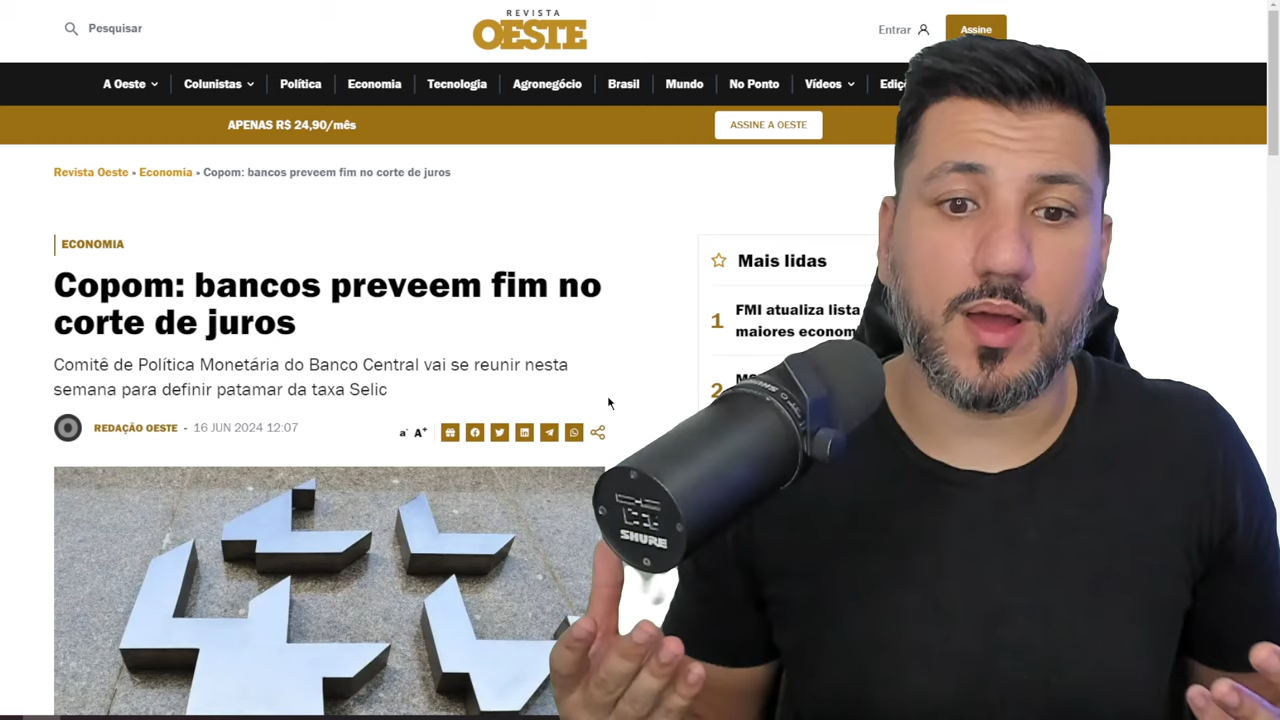 Pesquisar
REVISTA
OESTE
Entrar
Assine
A Oeste
Colunistas
Política
Economia
Tecnologia
Agronegócio
Brasil
Mundo
No Ponto
Vídeos
APENAS R$ 24,90/mês
ASSINE A OESTE
Revista Oeste • Economia • Copom: bancos preveem fim no corte de juros
ECONOMIA
Copom: bancos preveem fim no
corte de juros
Comitê de Política Monetária do Banco Central vai se reunir nesta
semana para definir patamar da taxa Selic
REDAÇÃO OESTE - 16 JUN 2024 12:07
a- A+
Mais lidas
1
FMI atualiza lista
maiores
2
SHURE